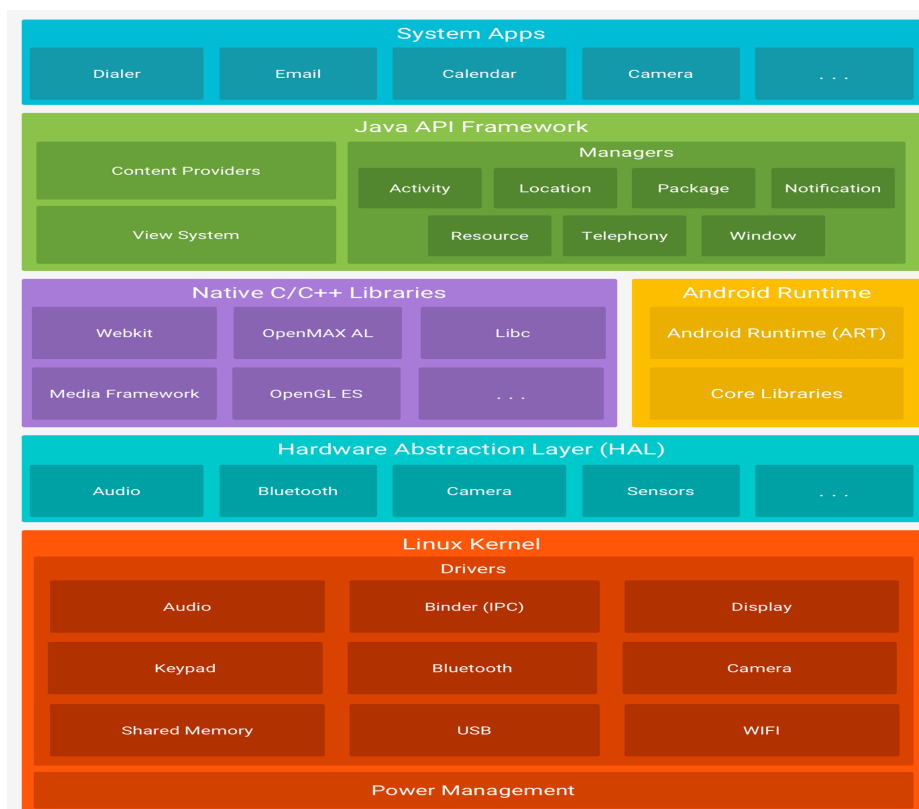 System Apps
Dialer Email Calendar Camera . . .
Java API Framework
Managers
Content Providers
Activity Location Package Notification
View System
Resource Telephony Window
Native C/C++ Libraries
Webkit OpenMAX AL Libc
Media Framework OpenGL ES . . .
Android Runtime
Android Runtime (ART)
Core Libraries
Hardware Abstraction Layer (HAL)
Audio Bluetooth Camera Sensors . . .
Linux Kernel
Drivers
Audio Binder (IPC) Display
Keypad Bluetooth Camera
Shared Memory USB WIFI
Power Management